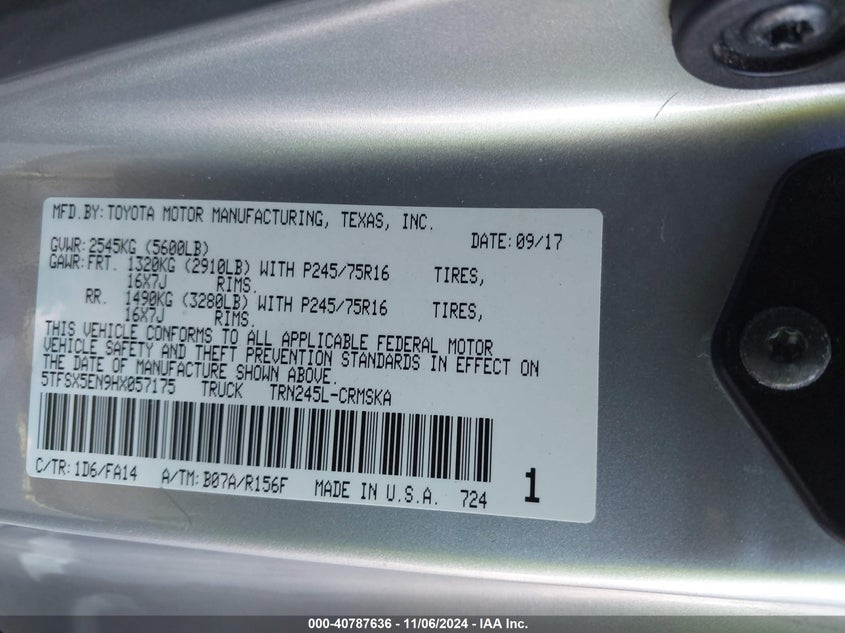 MFD.BY: TOYOTA MOTOR MANUFACTURING, TEXAS, INC.
GVWR: 2545KG (5600LB) DATE: 09/17
GAWR: FRT. 1320KG (2910LB) WITH P245/75R16 TIRES,
16X7J RIMS.
RR. 1490KG (3280LB) WITH P245/75R16 TIRES,
16X7J RIMS.
THIS VEHICLE CONFORMS TO ALL APPLICABLE FEDERAL MOTOR
VEHICLE SAFETY AND THEFT PREVENTION STANDARDS IN EFFECT ON
THE DATE OF MANUFACTURE SHOWN ABOVE.
5TFSX5EN9HX057175 TRUCK TRN245L-CRMSKA
C/TR: 1D6/FA14 A/TM: B07A/R156F MADE IN U.S.A. 724 1
000-40787636 - 11/06/2024 - IAA Inc.